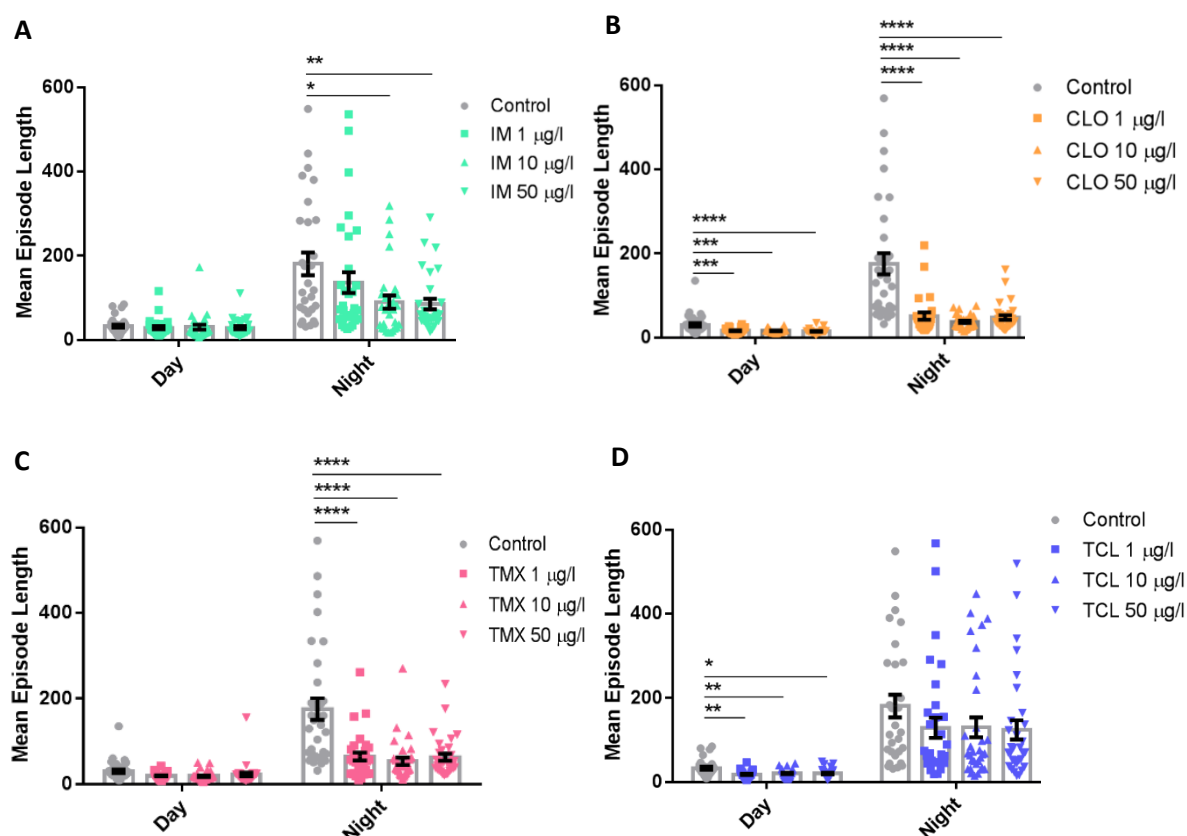 A
**
*
600
400
200
0
Mean Episode Length
Day
Night
Control
IM 1 μg/l
IM 10 μg/l
IM 50 μg/l
B
****
****
****
****
***
***
600
400
200
0
Mean Episode Length
Day
Night
Control
CLO 1 μg/l
CLO 10 μg/l
CLO 50 μg/l
C
****
****
****
600
400
200
0
Mean Episode Length
Day
Night
Control
TMX 1 μg/l
TMX 10 μg/l
TMX 50 μg/l
D
*
**
**
600
400
200
0
Mean Episode Length
Day
Night
Control
TCL 1 μg/l
TCL 10 μg/l
TCL 50 μg/l